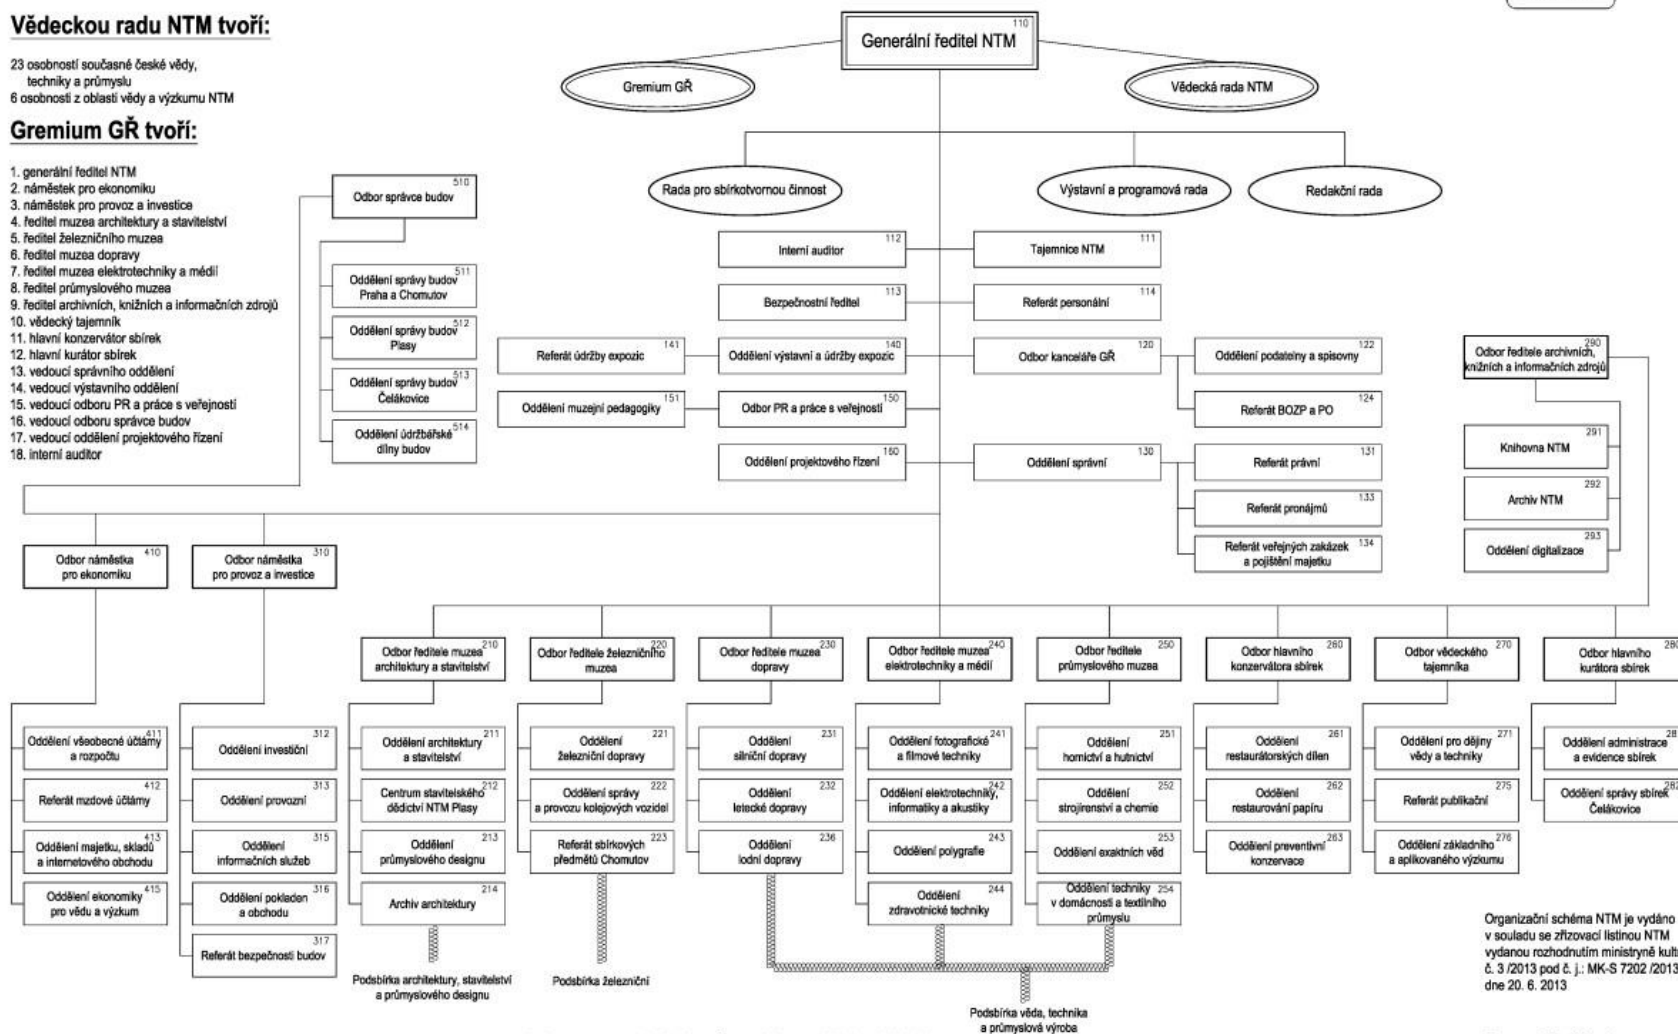 Vědeckou radu NTM tvoří:
23 osobností současné české vědy,
techniky a průmyslu
6 osobnosti z oblasti vědy a výzkumu NTM
Gremium GŘ tvoří:
1. generální ředitel NTM
2. náměstek pro ekonomiku
3. náměstek pro provoz a investice
4. ředitel muzea architektury a stavitelství
5. ředitel železničního muzea
6. ředitel muzea dopravy
7. ředitel muzea elektrotechniky a médií
8. ředitel průmyslového muzea
9. ředitel archivních, knižních a informačních zdrojů
10. vědecký tajemník
11. hlavní konzervátor sbírek
12. hlavní kurátor sbírek
13. vedoucí správního oddělení
14. vedoucí výstavního oddělení
15. vedoucí odboru PR a práce s veřejností
16. vedoucí odboru správce budov
17. vedoucí oddělení projektového řízení
18. interní auditor
110
Generální ředitel NTM
Gremium GŘ
Vědecká rada NTM
Rada pro sbírkotvornou činnost
Výstavní a programová rada
Redakční rada
510
Odbor správce budov
511
Oddělení správy budov
Praha a Chomutov
512
Oddělení správy budov
Plasy
513
Oddělení správy budov
Čelákovice
514
Oddělení údržbářské
dílny budov
112
Interní auditor
111
Tajemnice NTM
113
Bezpečnostní ředitel
114
Referát personální
141
Referát údržby expozic
140
Oddělení výstavní a údržby expozic
120
Odbor kanceláře GŘ
122
Oddělení podatelny a spisovny
151
Oddělení muzejní pedagogiky
150
Odbor PR a práce s veřejností
124
Referát BOZP a PO
160
Oddělení projektového řízení
130
Oddělení správní
131
Referát právní
133
Referát pronájmů
134
Referát veřejných zakázek
a pojištění majetku
290
Odbor ředitele archivních,
knižních a informačních zdrojů
291
Knihovna NTM
292
Archiv NTM
293
Oddělení digitalizace
410
Odbor náměstka
pro ekonomiku
310
Odbor náměstka
pro provoz a investice
210
Odbor ředitele muzea
architektury a stavitelství
220
Odbor ředitele železničního
muzea
230
Odbor ředitele muzea
dopravy
240
Odbor ředitele muzea
elektrotechniky a médií
250
Odbor ředitele
průmyslového muzea
260
Odbor hlavního
konzervátora sbírek
270
Odbor vědeckého
tajemníka
280
Odbor hlavního
kurátora sbírek
411
Oddělení všeobecné účtárny
a rozpočtu
412
Referát mzdové účtárny
413
Oddělení majetku, skladů
a internetového obchodu
415
Oddělení ekonomiky
pro vědu a výzkum
312
Oddělení investiční
313
Oddělení provozní
315
Oddělení
informačních služeb
316
Oddělení pokladen
a obchodu
317
Referát bezpečnosti budov
211
Oddělení architektury
a stavitelství
212
Centrum stavitelského
dědictví NTM Plasy
213
Oddělení
průmyslového designu
214
Archiv architektury
Podsbírka architektury, stavitelství
a průmyslového designu
221
Oddělení
železniční dopravy
222
Oddělení správy
a provozu kolejových vozidel
223
Referát sbírkových
předmětů Chomutov
Podsbírka železniční
231
Oddělení
silniční dopravy
232
Oddělení
letecké dopravy
236
Oddělení
lodní dopravy
241
Oddělení fotografické
a filmové techniky
242
Oddělení elektrotechniky,
informatiky a akustiky
243
Oddělení polygrafie
244
Oddělení
zdravotnické techniky
251
Oddělení
hornictví a hutnictví
252
Oddělení
strojírenství a chemie
253
Oddělení exaktních věd
254
Oddělení techniky
v domácnosti a textilního
průmyslu
Podsbírka věda, technika
a průmyslová výroba
261
Oddělení
restaurátorských dílen
262
Oddělení
restaurování papíru
263
Oddělení preventivní
konzervace
271
Oddělení pro dějiny
vědy a techniky
275
Referát publikační
276
Oddělení základního
a aplikovaného výzkumu
Oddělení administrace
a evidence sbírek
282
Oddělení správy sbírek
Čelákovice
Organizační schéma NTM je vydáno
v souladu se zřizovací listinou NTM
vydanou rozhodnutím ministryně
č. 3 /2013 pod č. j.: MK-S 7202 /2013
dne 20. 6. 2013